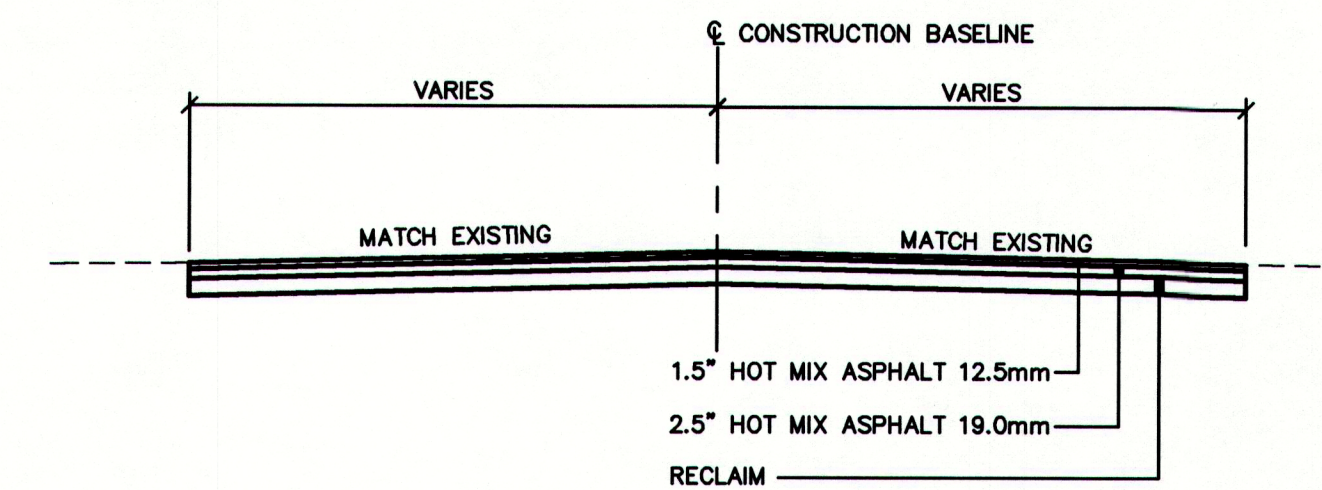 ℄ CONSTRUCTION BASELINE
VARIES
VARIES
MATCH EXISTING
MATCH EXISTING
1.5" HOT MIX ASPHALT 12.5mm
2.5" HOT MIX ASPHALT 19.0mm
RECLAIM